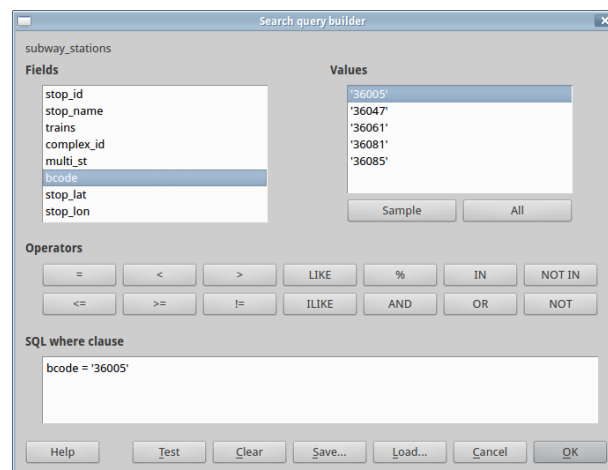 Search query builder
subway_stations
Fields
Values
stop_id
stop_name
trains
complex_id
multi_st
bcode
stop_lat
stop_lon
'36005'
'36047'
'36061'
'36081'
'36085'
Sample All
Operators
= < > LIKE % IN NOT IN
<= >= != ILIKE AND OR NOT
SQL where clause
bcode = '36005'
Help Test Clear Save... Load... Cancel OK